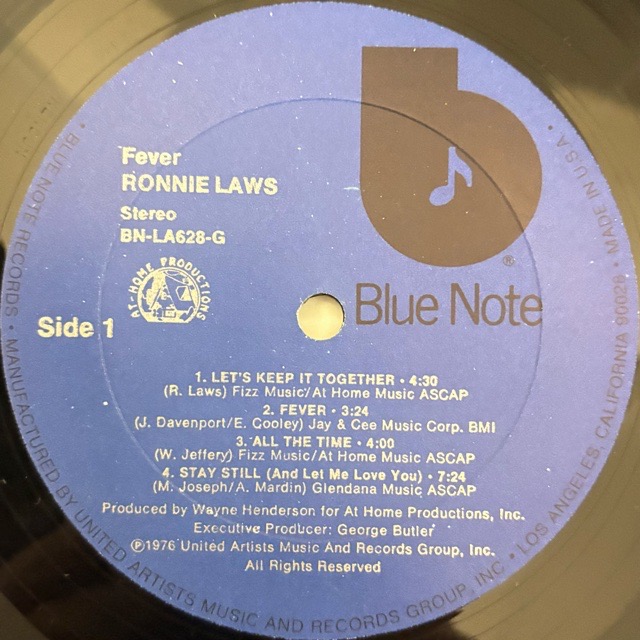 Fever
RONNIE LAWS
Stereo
BN-LA628-G
AT-HOME PRODUCTIONS
Side 1
®
Blue Note
1. LET'S KEEP IT TOGETHER • 4:30
(R. Laws) Fizz Music/At Home Music ASCAP
2. FEVER • 3:24
(J. Davenport/E. Cooley) Jay & Cee Music Corp. BMI
3. ALL THE TIME • 4:00
(W. Jeffery) Fizz Music/At Home Music ASCAP
4. STAY STILL (And Let Me Love You) • 7:24
(M. Joseph/A. Mardin) Glendana Music ASCAP
Produced by Wayne Henderson for At Home Productions, Inc.
Executive Producer: George Butler
℗1976 United Artists Music And Records Group, Inc.
All Rights Reserved
• BLUE NOTE RECORDS • MANUFACTURED BY UNITED ARTISTS MUSIC AND RECORDS GROUP, INC. • LOS ANGELES, CALIFORNIA 90028 • MADE IN U.S.A. •